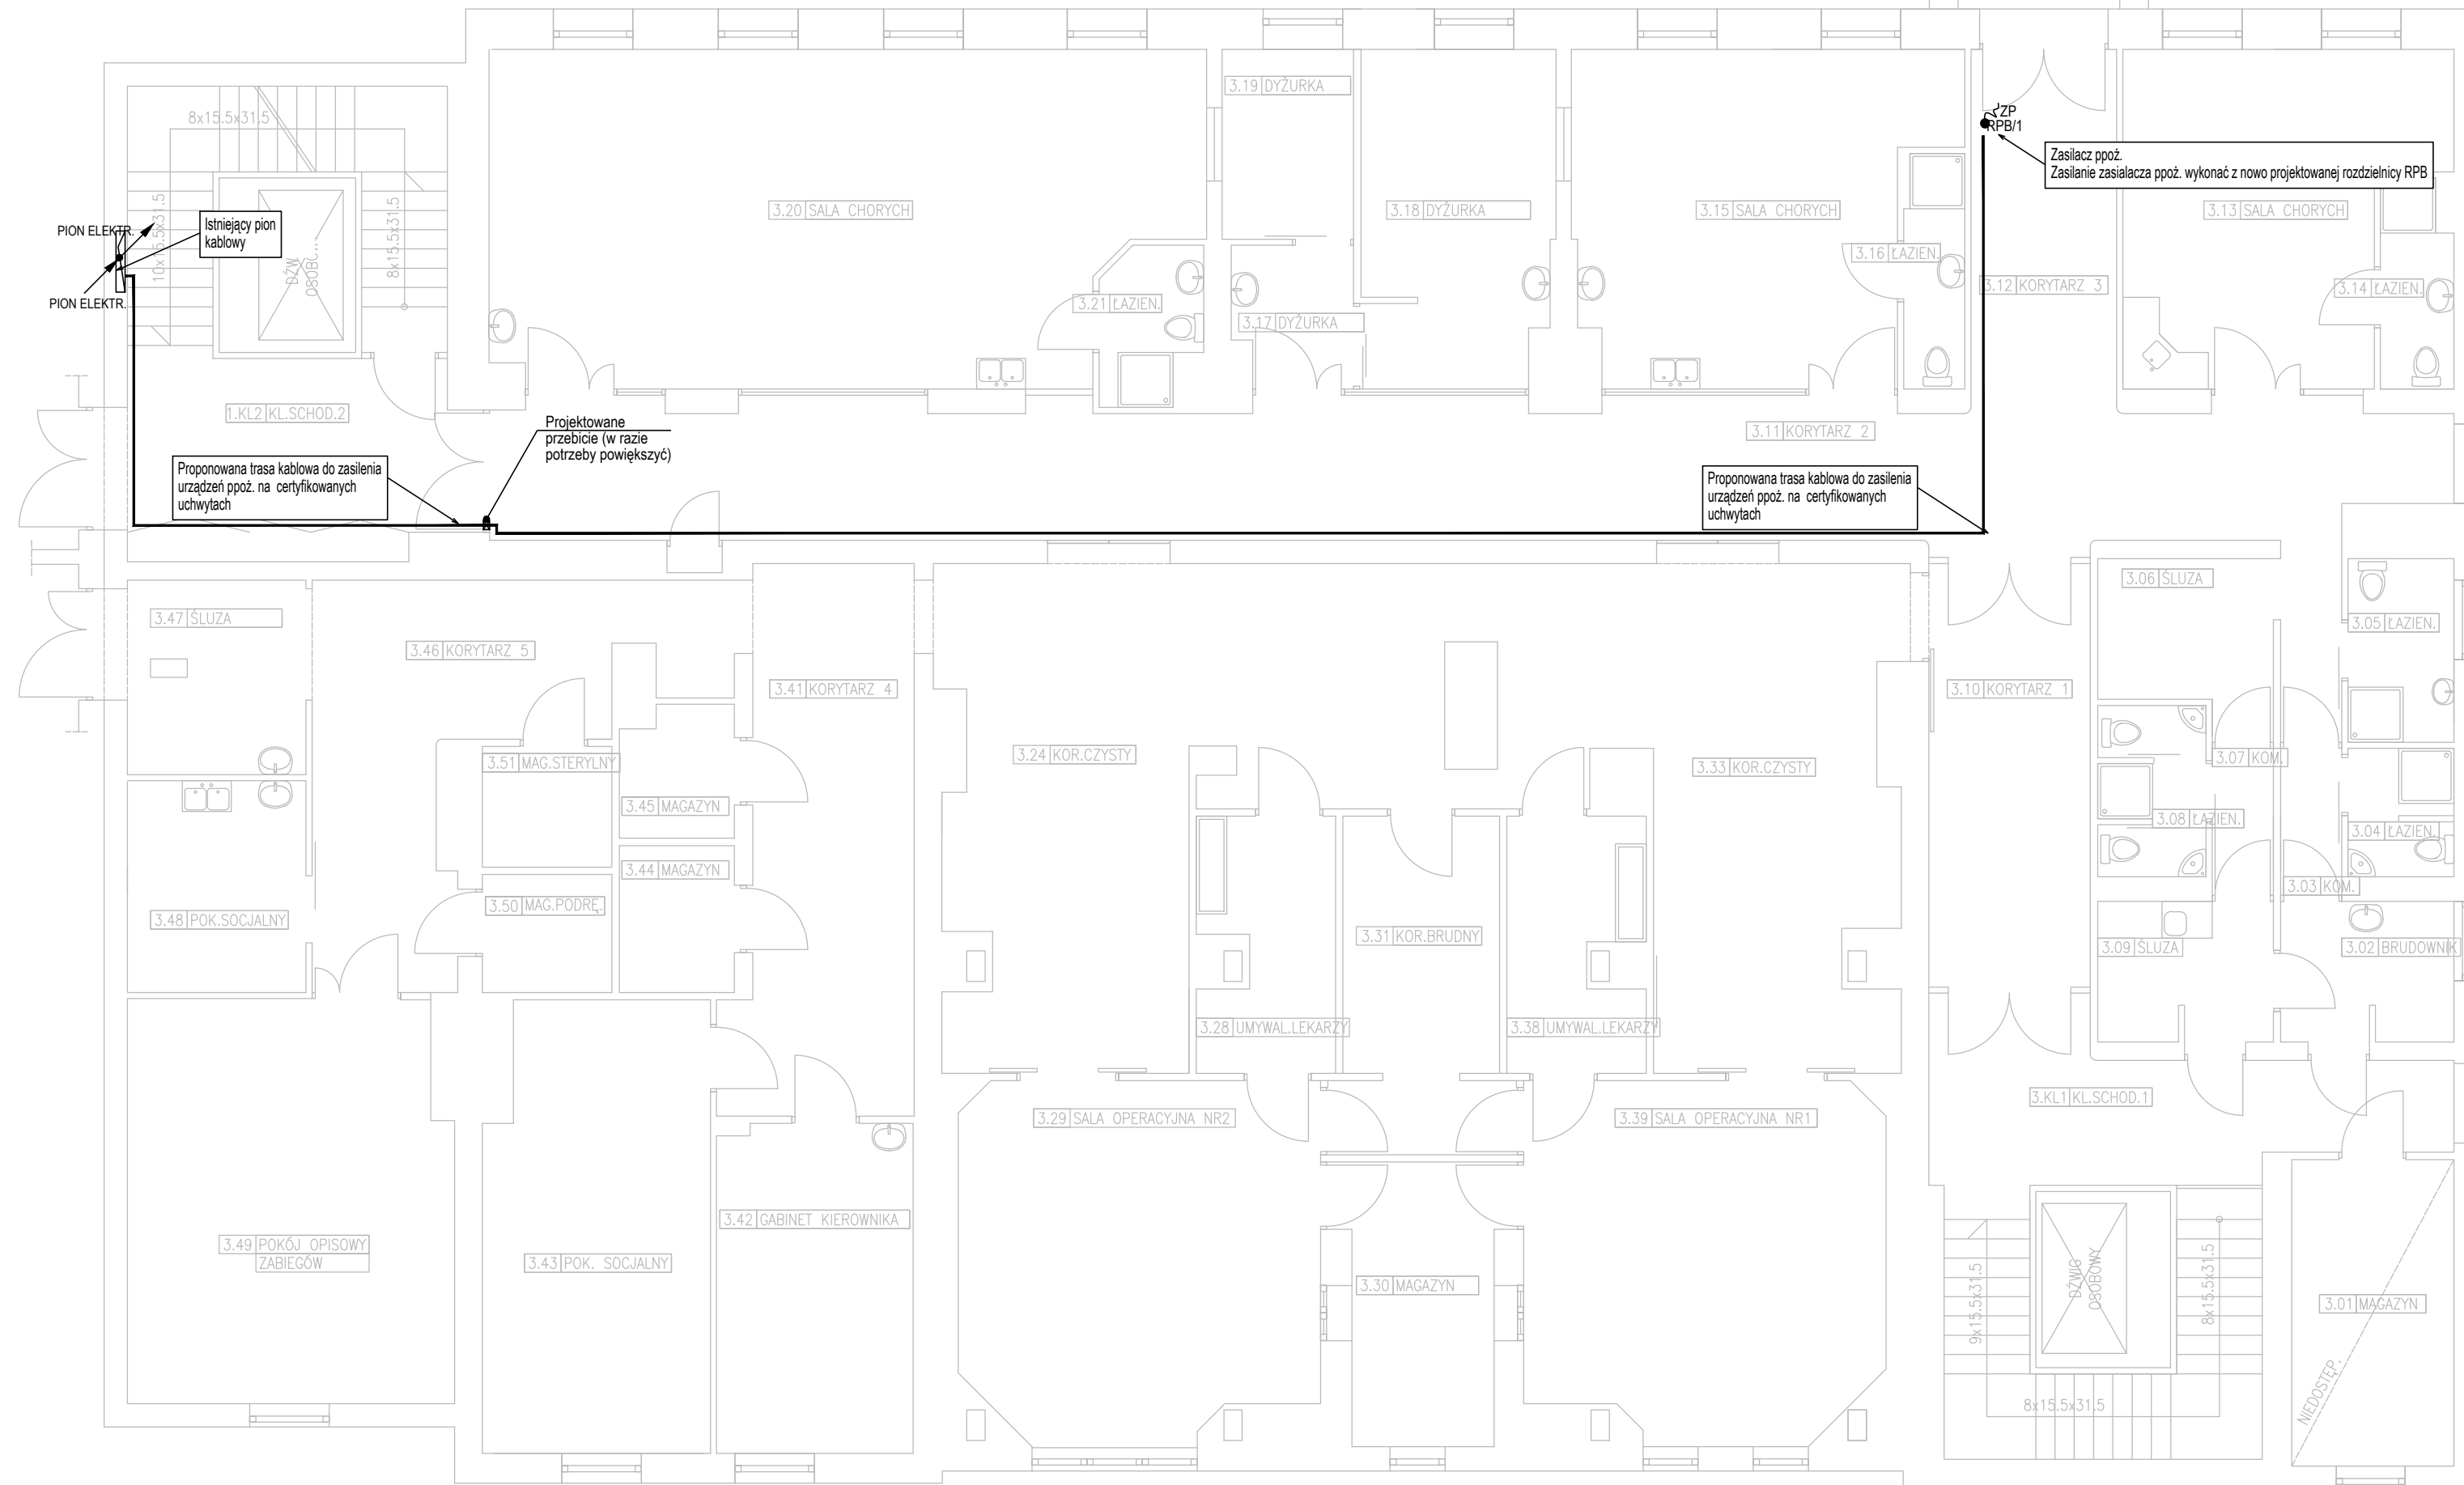 3.19 DYŻURKA
ZP
RPB/1
8x15.5x31.5
Zasilacz ppoż.
Zasilanie zasialacza ppoż. wykonać z nowo projektowanej rozdzielnicy RPB
3.20 SALA CHORYCH
3.18 DYŻURKA
3.15 SALA CHORYCH
3.13 SALA CHORYCH
PION ELEKTR.
Istniejący pion
kablowy
10x15.5x31.5
8x15.5x31.5
DŹW.
OSOBC...
3.16 ŁAZIEN.
3.12 KORYTARZ 3
3.14 ŁAZIEN.
PION ELEKTR.
3.21 ŁAZIEN.
3.17 DYŻURKA
1.KL2 KL.SCHOD.2
Projektowane
przebicie (w razie
potrzeby powiększyć)
3.11 KORYTARZ 2
Proponowana trasa kablowa do zasilenia
urządzeń ppoż. na certyfikowanych
uchwytach
Proponowana trasa kablowa do zasilenia
urządzeń ppoż. na certyfikowanych
uchwytach
3.06 ŚLUZA
3.47 ŚLUZA
3.05 ŁAZIEN.
3.46 KORYTARZ 5
3.41 KORYTARZ 4
3.10 KORYTARZ 1
3.51 MAG.STERYLNY
3.24 KOR.CZYSTY
3.33 KOR.CZYSTY
3.07 KOM.
3.45 MAGAZYN
3.08 ŁAZIEN.
3.04 ŁAZIEN.
3.44 MAGAZYN
3.03 KOM.
3.48 POK.SOCJALNY
3.50 MAG.PODRĘ.
3.31 KOR.BRUDNY
3.09 ŚLUZA
3.02 BRUDOWNIK
3.28 UMYWAL.LEKARZY
3.38 UMYWAL.LEKARZY
3.29 SALA OPERACYJNA NR2
3.39 SALA OPERACYJNA NR1
3.KL1 KL.SCHOD.1
3.42 GABINET KIEROWNIKA
3.49 POKÓJ OPISOWY
ZABIEGÓW
3.43 POK. SOCJALNY
3.30 MAGAZYN
9x15.5x31.5
DŹWIG
OSOBOWY
8x15.5x31.5
3.01 MAGAZYN
8x15.5x31.5
NIEDOSTĘP.